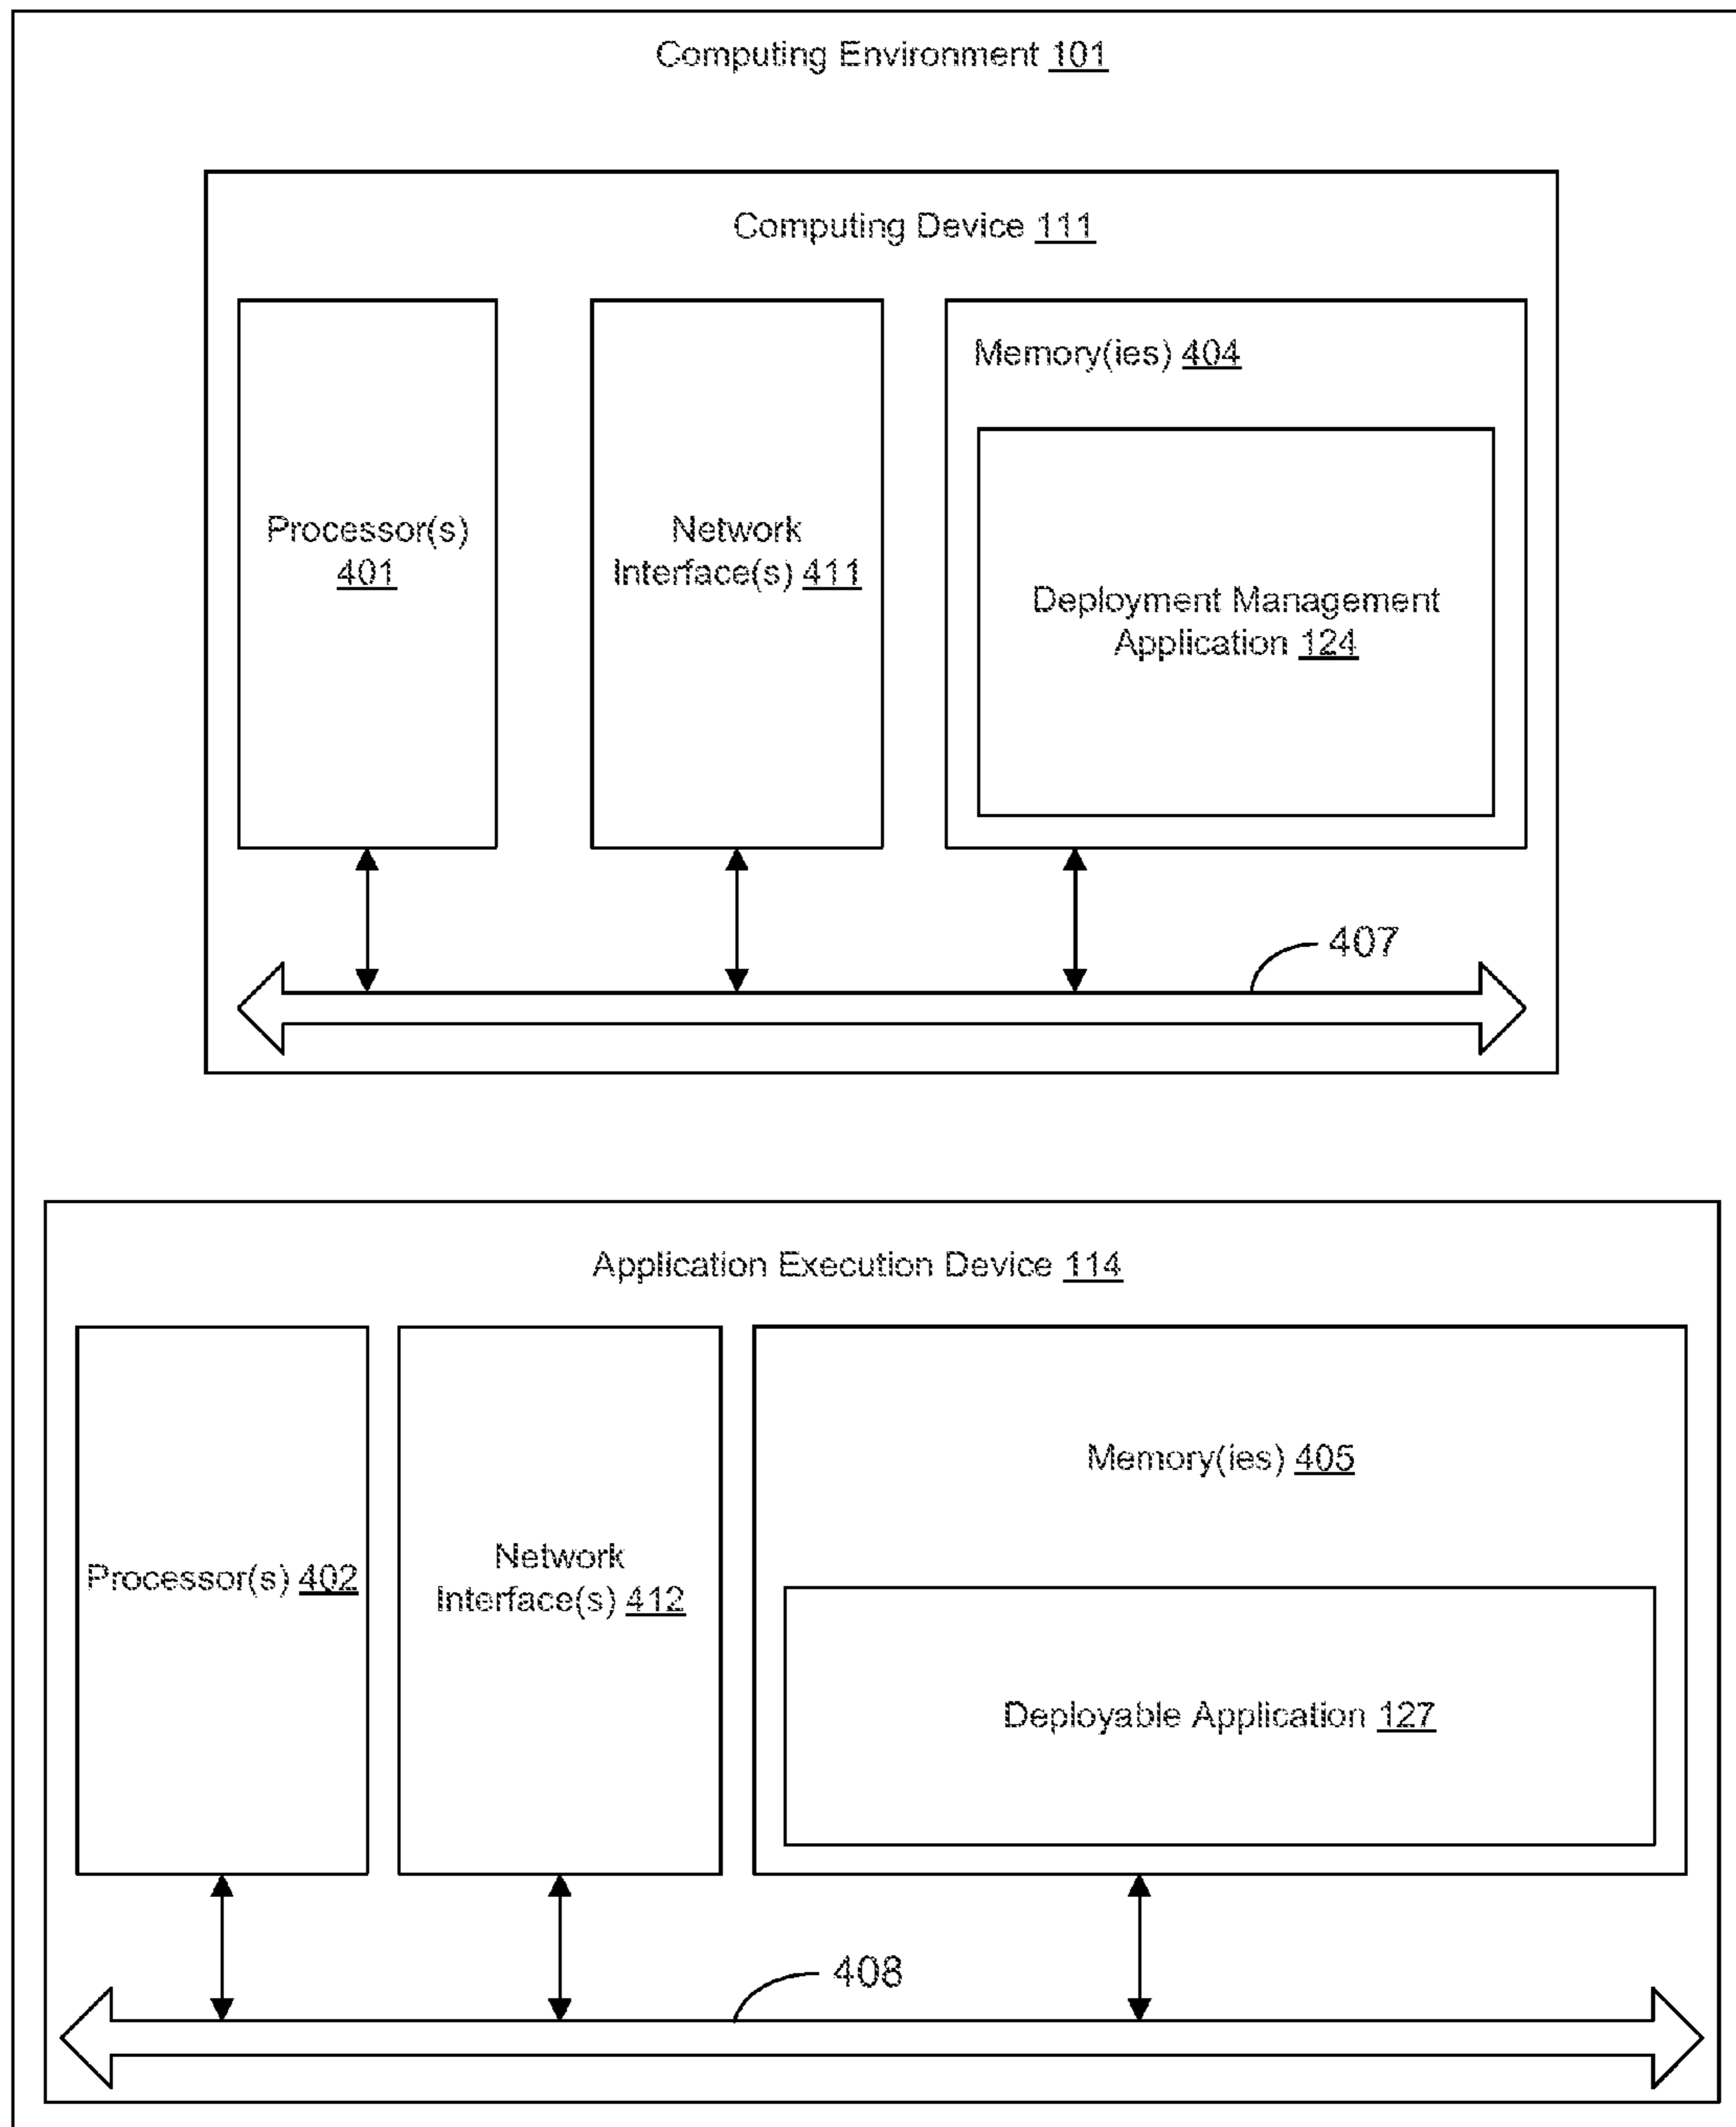 Computing Environment 101
Computing Device 111
Processor(s)
401
Network
Interface(s) 411
Memory(ies) 404
Deployment Management
Application 124
407
Application Execution Device 114
Processor(s) 402
Network
Interface(s) 412
Memory(ies) 405
Deployable Application 127
408